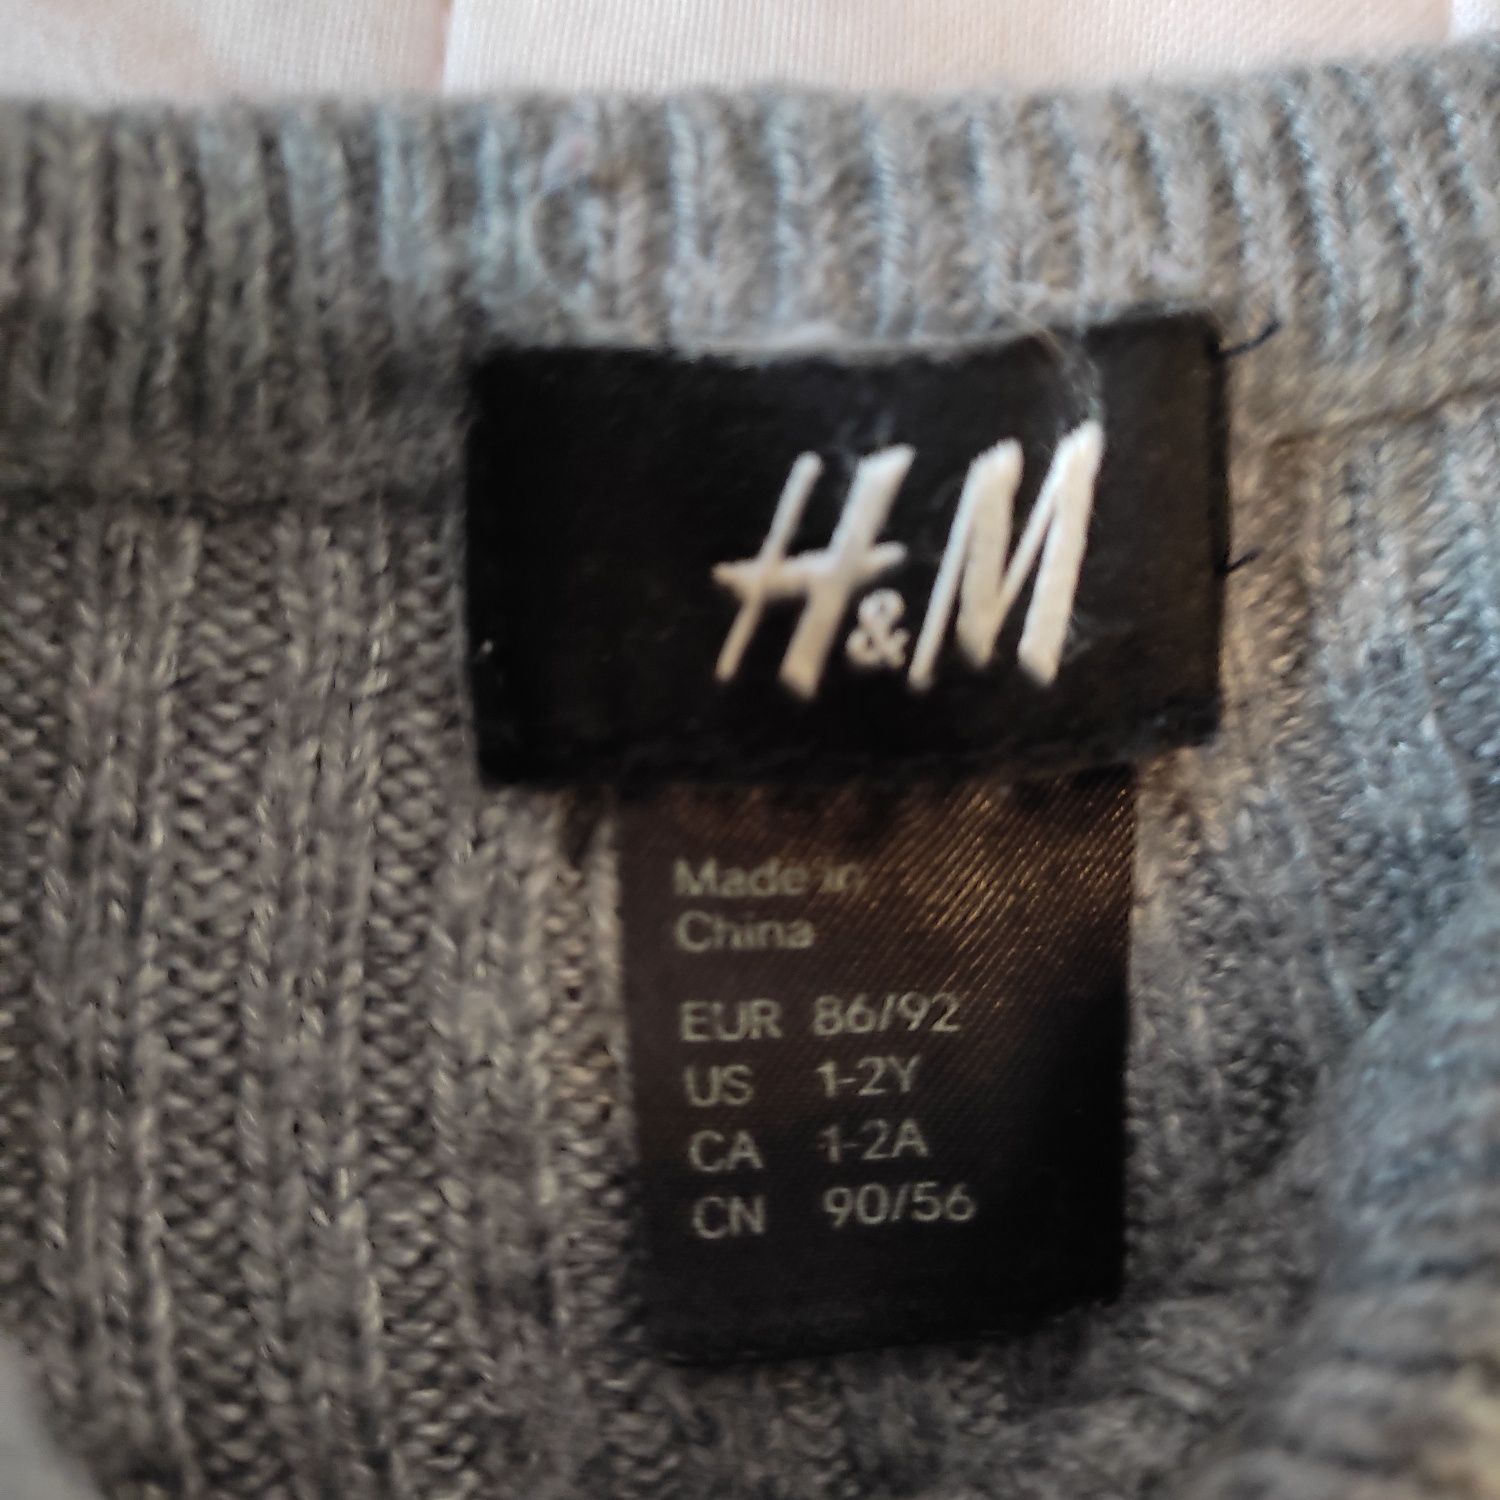 H&M
Made in
China
EUR 86/92
US 1-2Y
CA 1-2A
CN 90/56